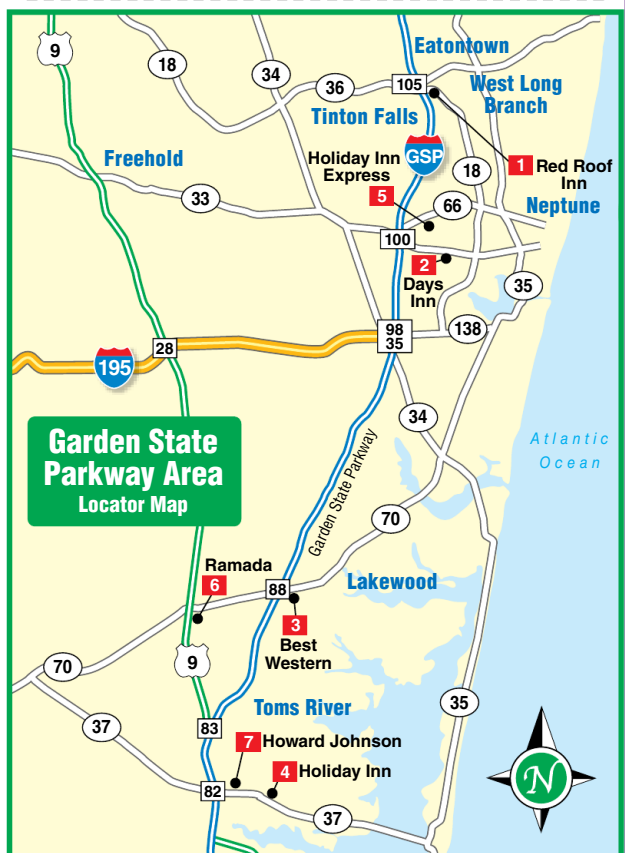 9
18
34
36
105
Eatontown
West Long
Branch
Tinton Falls
GSP
Freehold
Holiday Inn
Express
5
1 Red Roof
Inn
18
66
Neptune
33
100
2
Days
Inn
35
98
35
138
28
195
34
Garden State
Parkway Area
Locator Map
Garden State Parkway
Atlantic
Ocean
70
Ramada
6
88
Lakewood
3
Best
Western
9
70
Toms River
35
37
83
7 Howard Johnson
4 Holiday Inn
82
37
N